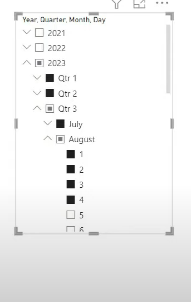 Year, Quarter, Month, Day
2021
2022
2023
Qtr 1
Qtr 2
Qtr 3
July
August
1
2
3
4
5
6